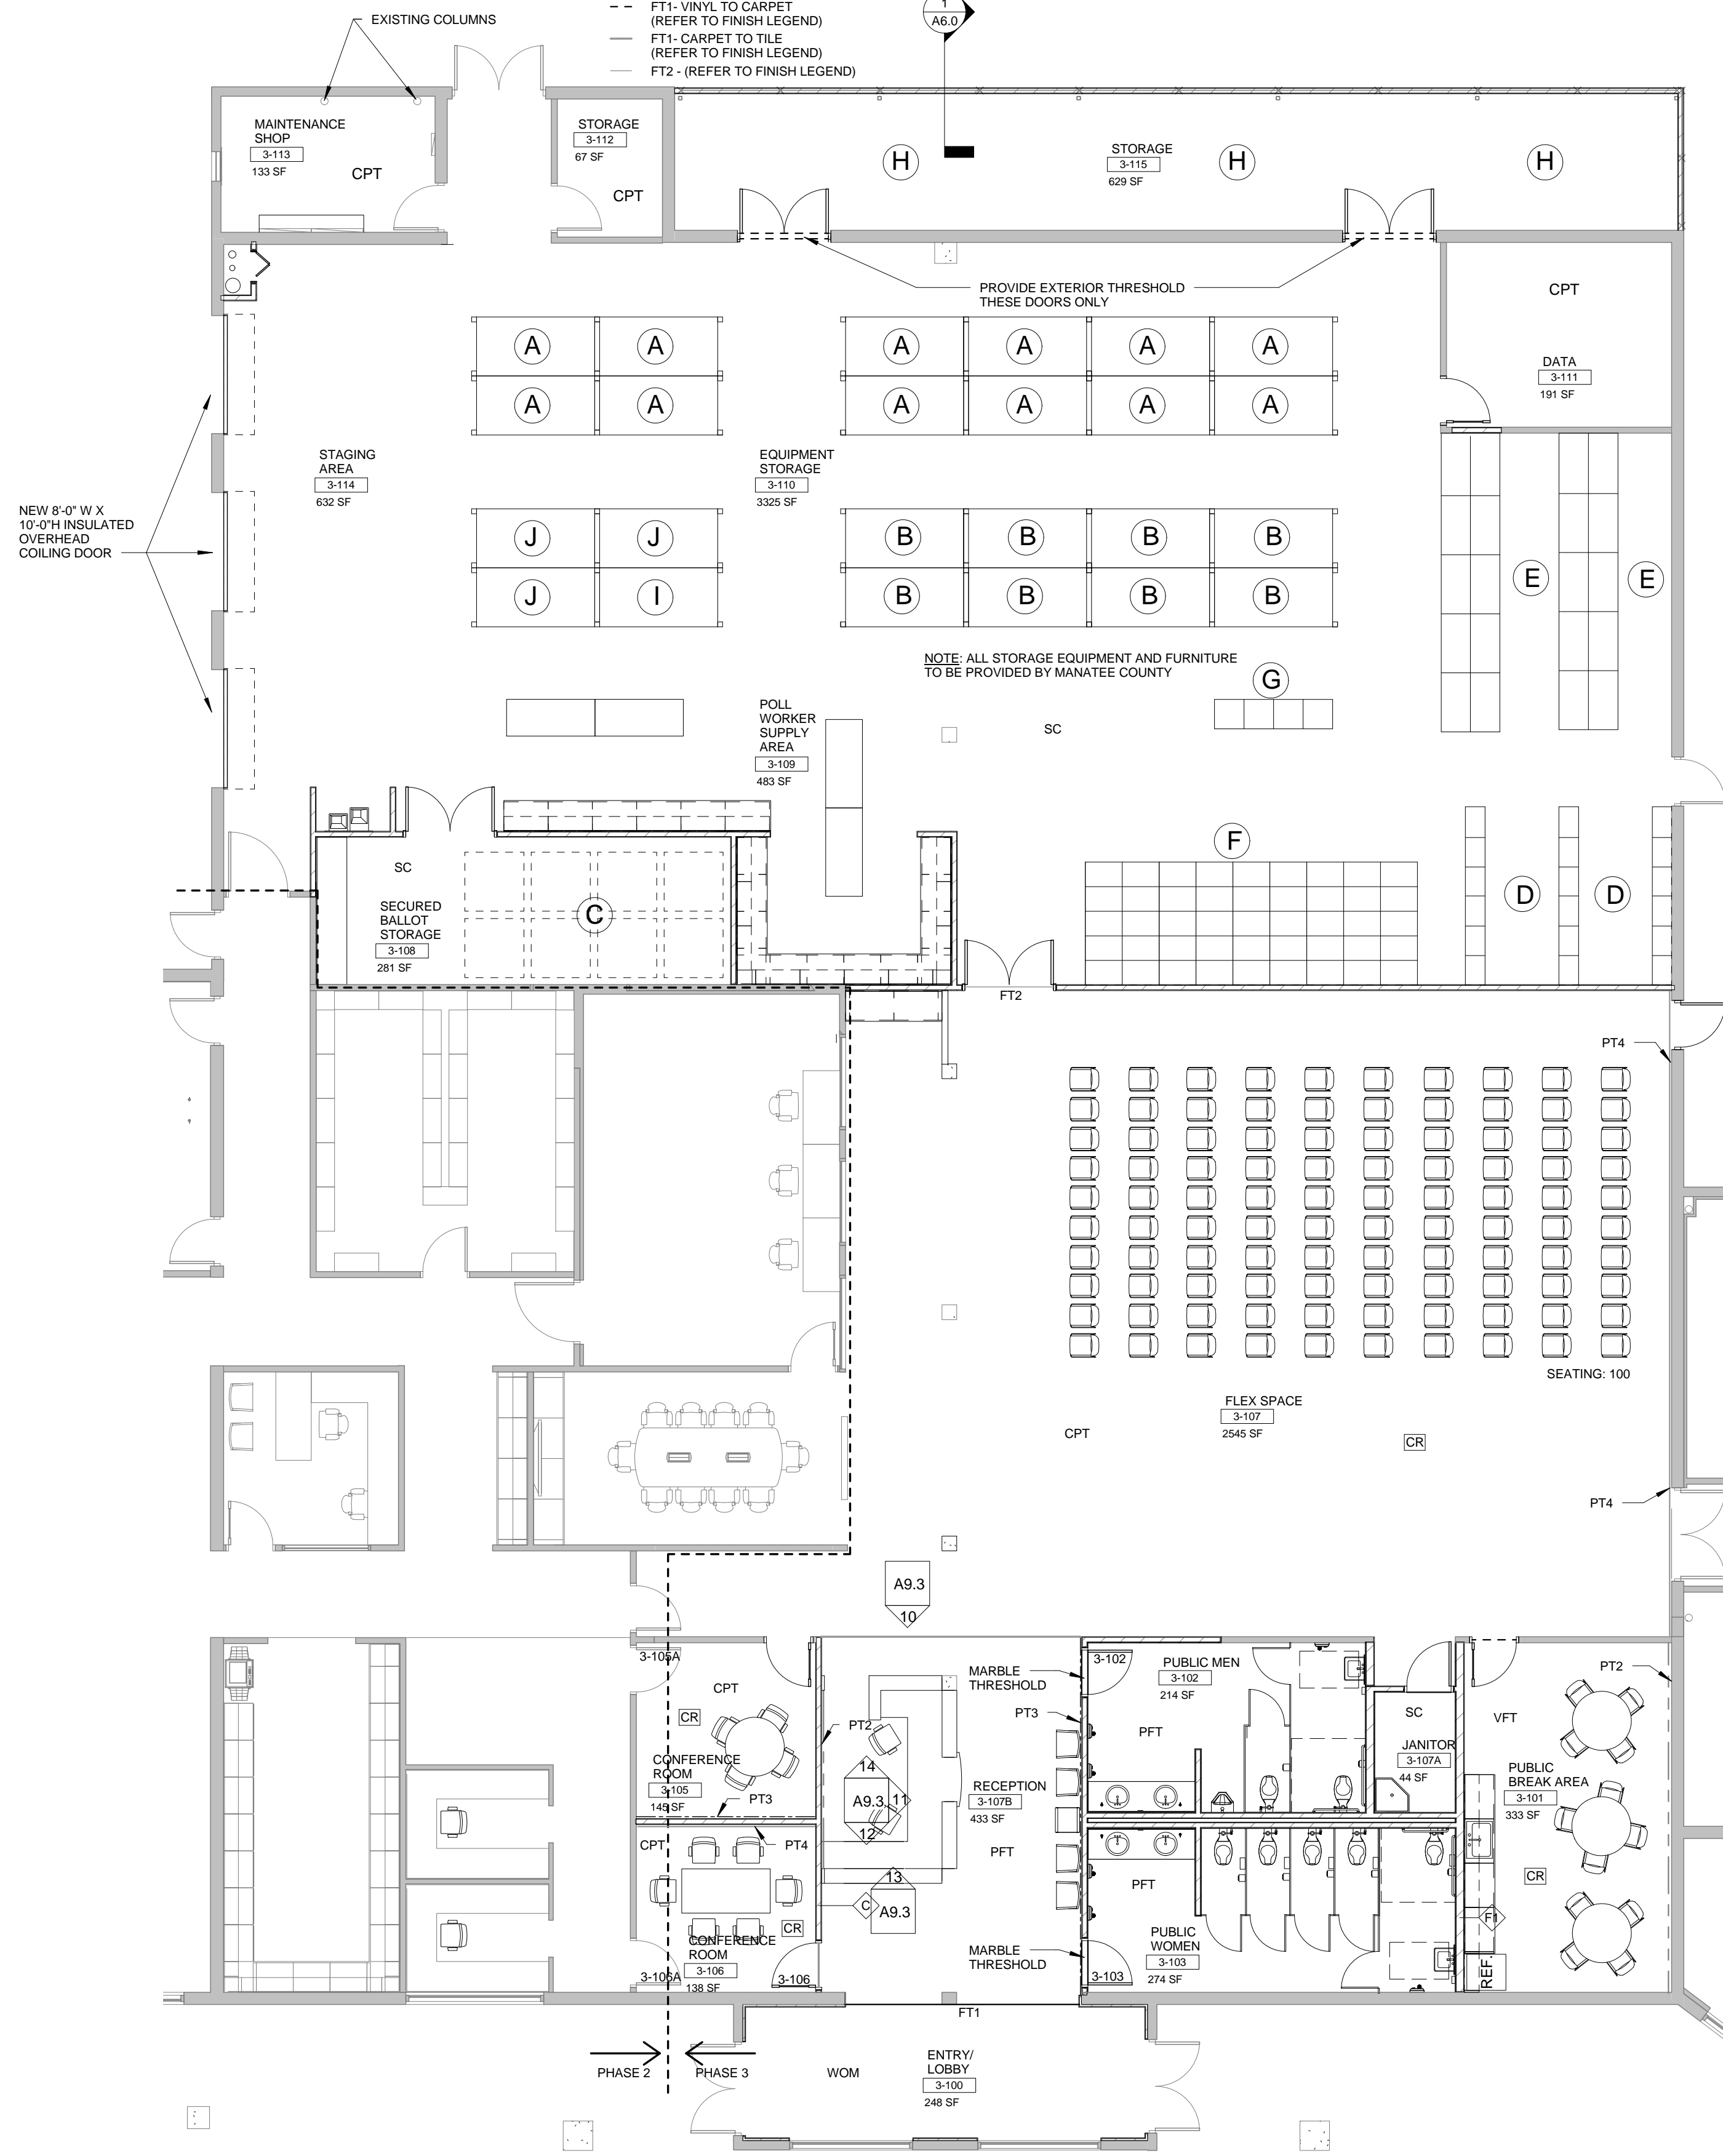 EXISTING COLUMNS
FT1- VINYL TO CARPET
(REFER TO FINISH LEGEND)
FT1- CARPET TO TILE
(REFER TO FINISH LEGEND)
FT2 - (REFER TO FINISH LEGEND)
1
A6.0
MAINTENANCE
SHOP
3-113
133 SF
CPT
STORAGE
3-112
67 SF
CPT
H
STORAGE
3-115
629 SF
H
H
PROVIDE EXTERIOR THRESHOLD
THESE DOORS ONLY
CPT
DATA
3-111
191 SF
A A A A A A
A A A A A A
STAGING
AREA
3-114
632 SF
EQUIPMENT
STORAGE
3-110
3325 SF
NEW 8'-0" W X
10'-0"H INSULATED
OVERHEAD
COILING DOOR
J J B B B B
J I B B B B
E E
NOTE: ALL STORAGE EQUIPMENT AND FURNITURE
TO BE PROVIDED BY MANATEE COUNTY
G
POLL
WORKER
SUPPLY
AREA
3-109
483 SF
SC
F
D D
SC
SECURED
BALLOT
STORAGE
3-108
281 SF
C
FT2
PT4
SEATING: 100
FLEX SPACE
3-107
2545 SF
CPT
CR
PT4
A9.3
10
3-105A
CPT
CR
CONFERENCE
ROOM
3-105
145 SF
PT2
PT3
14
A9.3
11
12
RECEPTION
3-107B
433 SF
PFT
MARBLE
THRESHOLD
PT3
3-102
PUBLIC MEN
3-102
214 SF
PFT
SC
JANITOR
3-107A
44 SF
VFT
PT2
PUBLIC
BREAK AREA
3-101
333 SF
CR
CPT
PT4
CR
CONFERENCE
ROOM
3-106
138 SF
3-106A
3-106
13
A9.3
C
MARBLE
THRESHOLD
3-103
PFT
PUBLIC
WOMEN
3-103
274 SF
F1
REF.
FT1
PHASE 2
PHASE 3
WOM
ENTRY/
LOBBY
3-100
248 SF